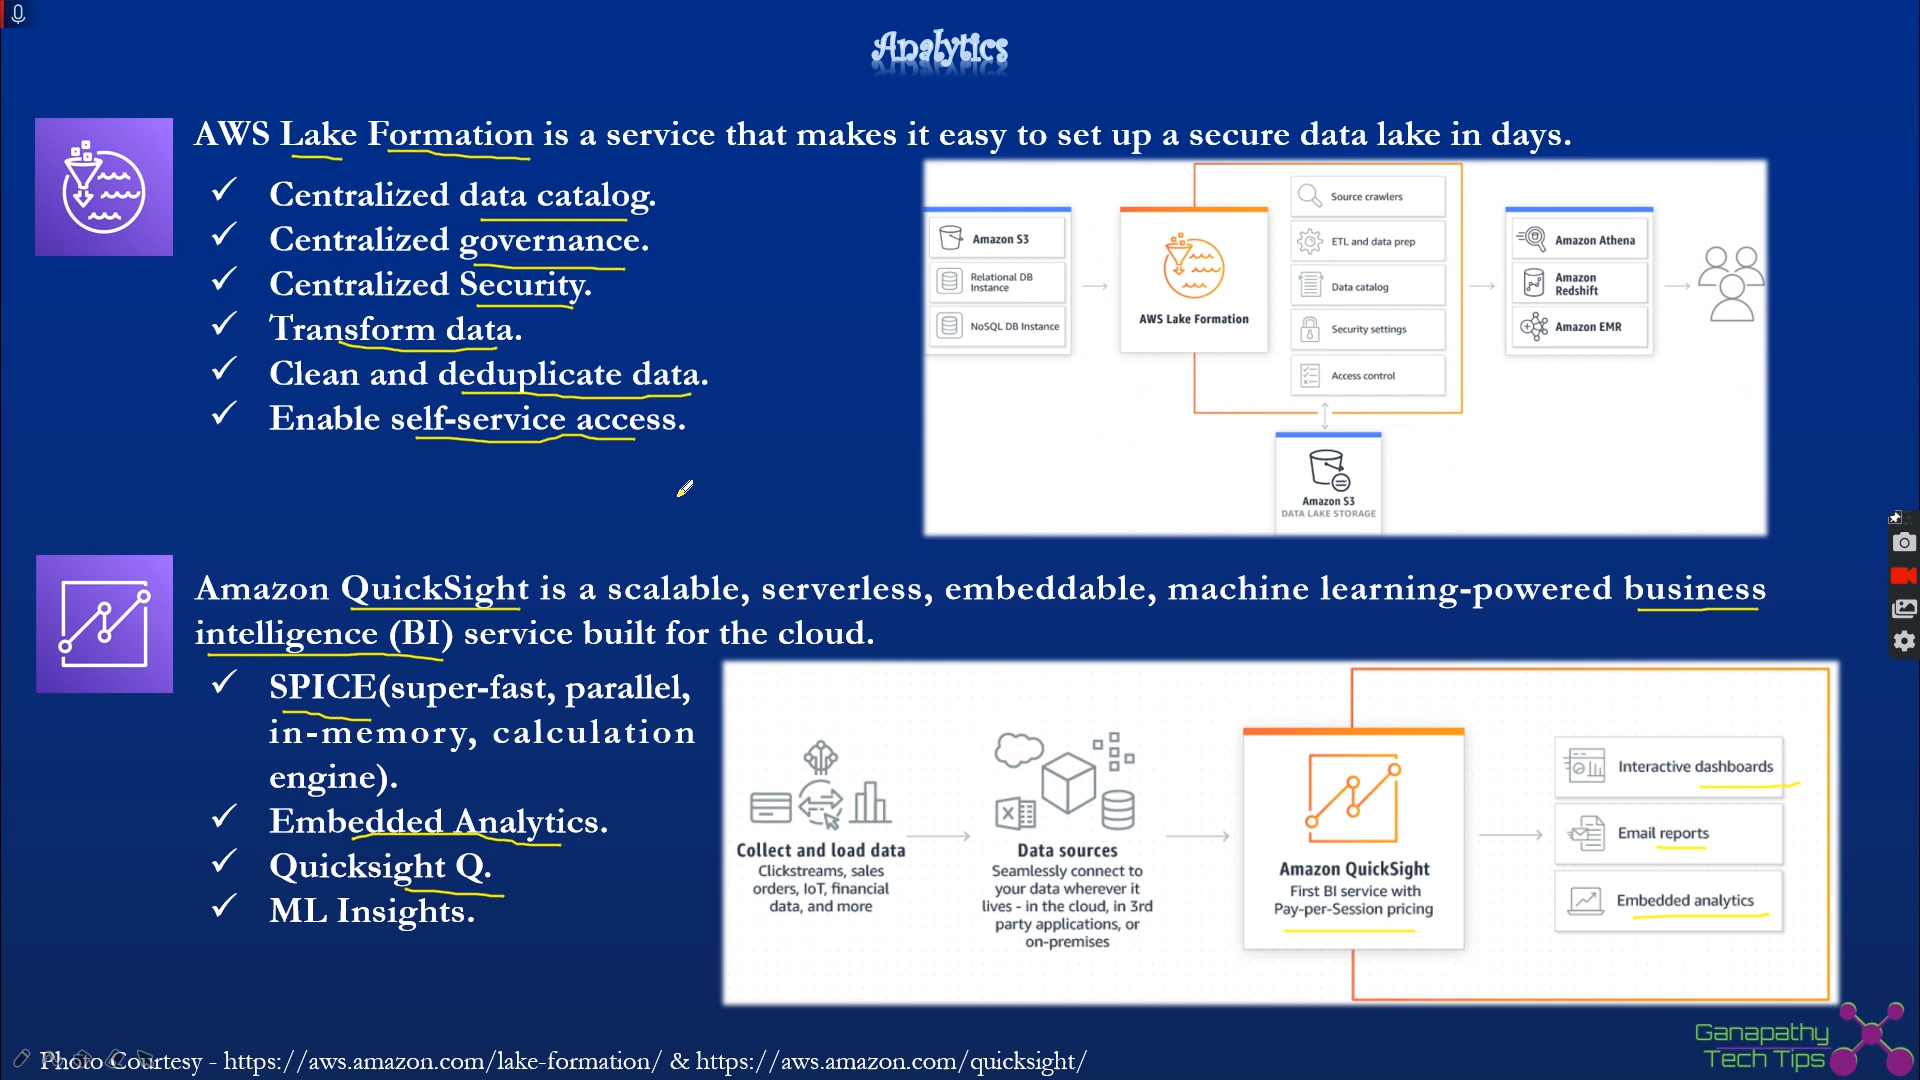 Analytics
AWS Lake Formation is a service that makes it easy to set up a secure data lake in days.
Centralized data catalog.
Centralized governance.
Centralized Security.
Transform data.
Clean and deduplicate data.
Enable self-service access.
Amazon S3
Relational DB
Instance
NoSQL DB Instance
AWS Lake Formation
Source crawlers
ETL and data prep
Data catalog
Security settings
Access control
Amazon S3
DATA LAKE STORAGE
Amazon Athena
Amazon
Redshift
Amazon EMR
Amazon QuickSight is a scalable, serverless, embeddable, machine learning-powered business
intelligence (BI) service built for the cloud.
SPICE(super-fast, parallel,
in-memory, calculation
engine).
Embedded Analytics.
Quicksight Q.
ML Insights.
Collect and load data
Clickstreams, sales
orders, IoT, financial
data, and more
Data sources
Seamlessly connect to
your data wherever it
lives - in the cloud, in 3rd
party applications, or
on-premises
Amazon QuickSight
First BI service with
Pay-per-Session pricing
Interactive dashboards
Email reports
Embedded analytics
Photo Courtesy - https://aws.amazon.com/lake-formation/ & https://aws.amazon.com/quicksight/
Ganapathy
Tech Tips